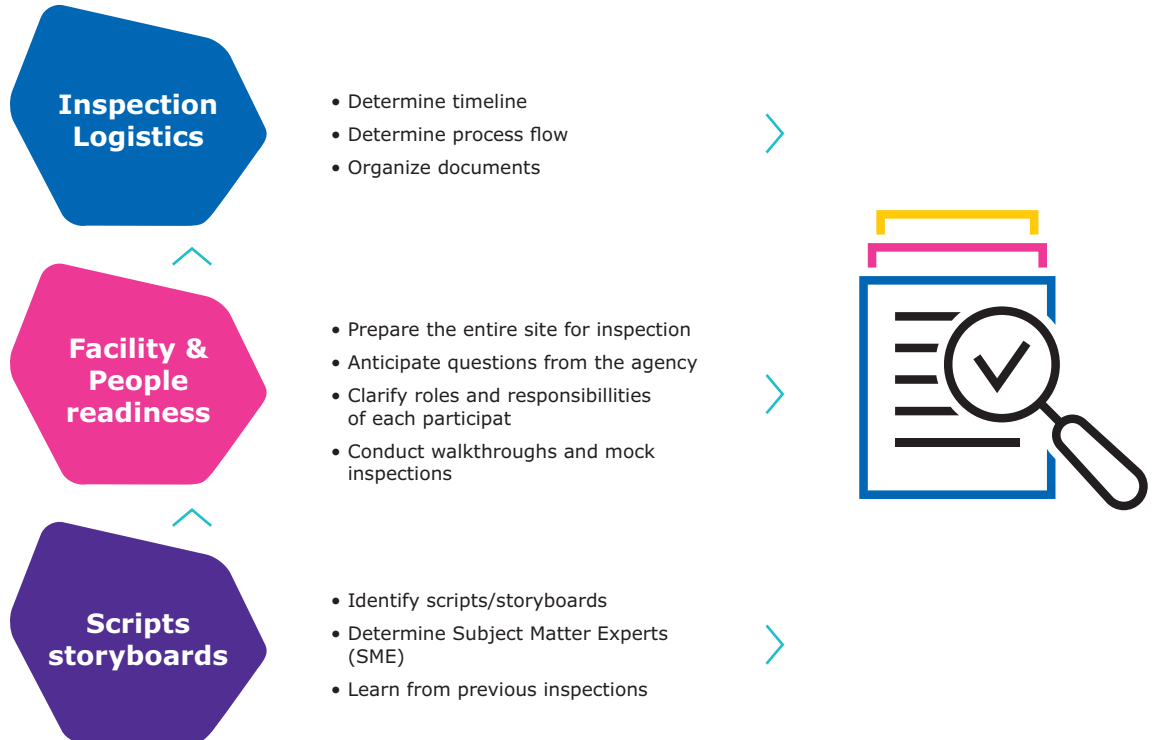 Inspection
Logistics
• Determine timeline
• Determine process flow
• Organize documents
Facility &
People
readiness
• Prepare the entire site for inspection
• Anticipate questions from the agency
• Clarify roles and responsibillities
of each participat
• Conduct walkthroughs and mock
inspections
Scripts
storyboards
• Identify scripts/storyboards
• Determine Subject Matter Experts
(SME)
• Learn from previous inspections